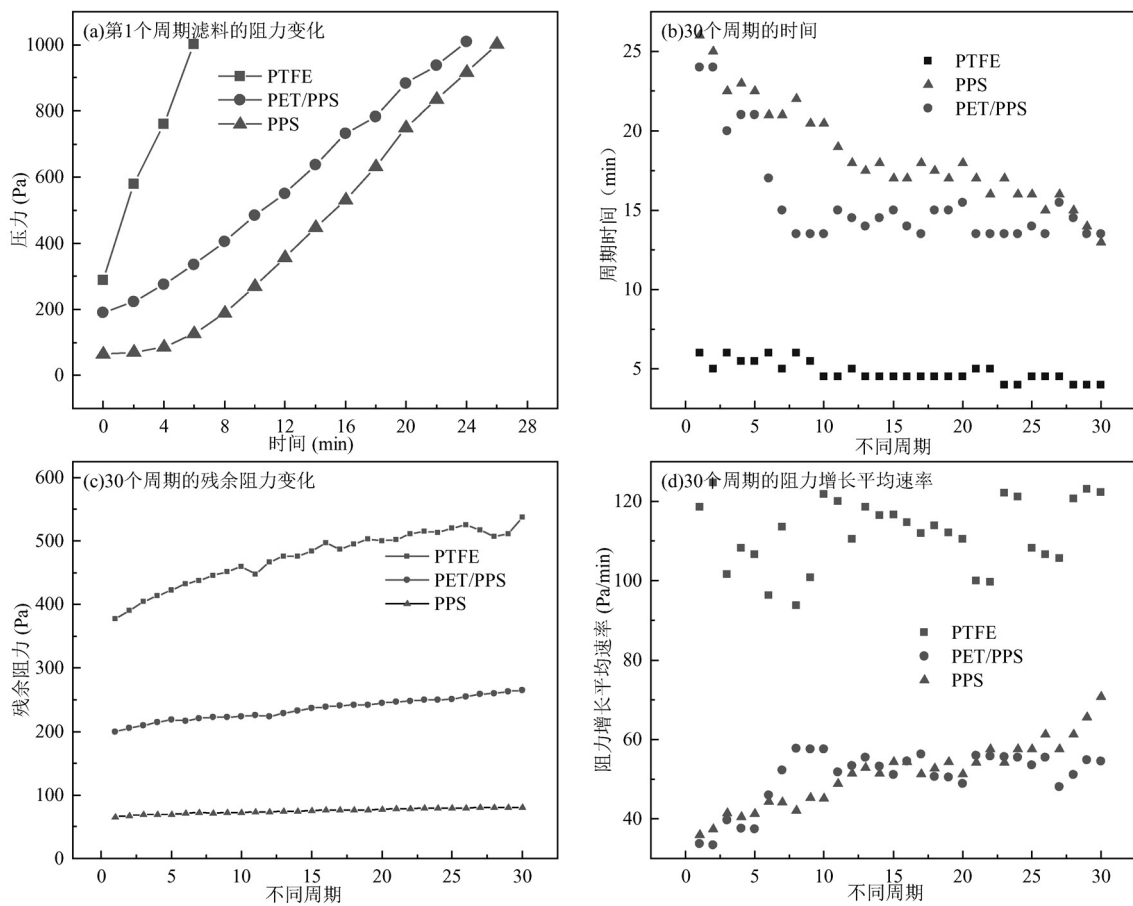 (a)第1个周期滤料的阻力变化
1000
800
600
400
200
0
压力 (Pa)
PTFE
PET/PPS
PPS
0 4 8 12 16 20 24 28
时间 (min)
(b)30个周期的时间
25
20
15
10
5
周期时间（min）
PTFE
PPS
PET/PPS
0 5 10 15 20 25 30
不同周期
(c)30个周期的残余阻力变化
600
500
400
300
200
100
0
残余阻力 (Pa)
PTFE
PET/PPS
PPS
0 5 10 15 20 25 30
不同周期
(d)30个周期的阻力增长平均速率
120
100
80
60
40
阻力增长平均速率 (Pa/min)
PTFE
PET/PPS
PPS
0 5 10 15 20 25 30
不同周期